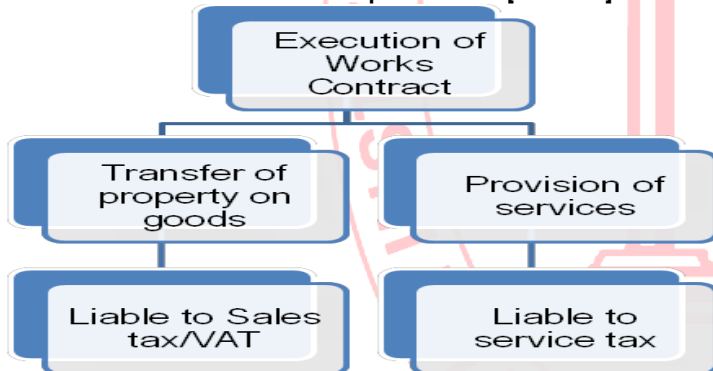 Execution of
Works
Contract
Transfer of
property on
goods
Provision of
services
Liable to Sales
tax/VAT
Liable to
service tax